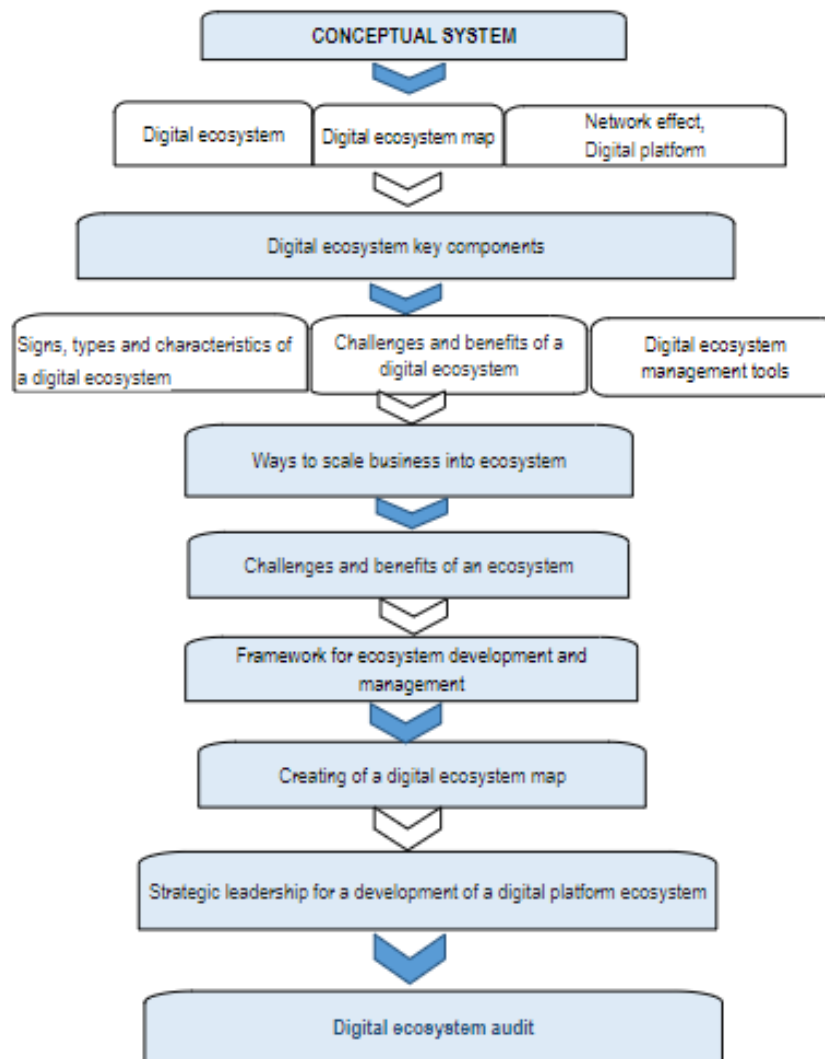 CONCEPTUAL SYSTEM
Digital ecosystem
Digital ecosystem map
Network effect,
Digital platform
Digital ecosystem key components
Signs, types and characteristics of
a digital ecosystem
Challenges and benefits of a
digital ecosystem
Digital ecosystem
management tools
Ways to scale business into ecosystem
Challenges and benefits of an ecosystem
Framework for ecosystem development and
management
Creating of a digital ecosystem map
Strategic leadership for a development of a digital platform ecosystem
Digital ecosystem audit